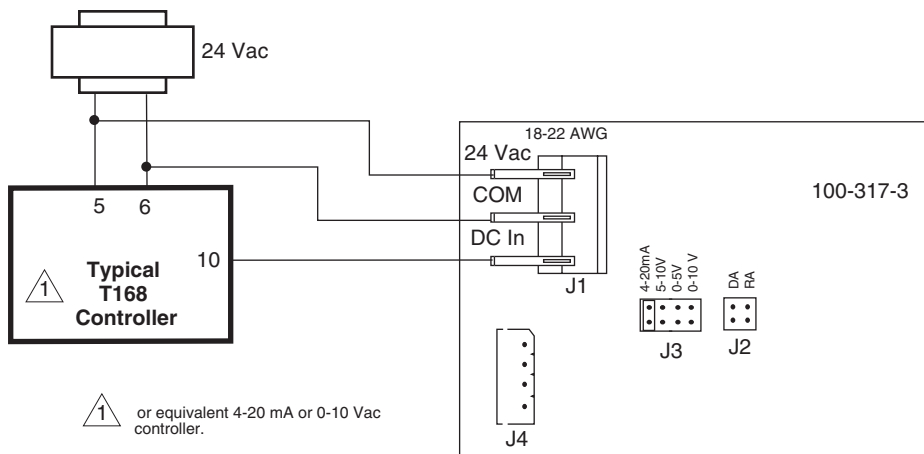 24 Vac
18-22 AWG
24 Vac
COM
DC In
J1
100-317-3
5
6
10
Typical
T168
Controller
1
4-20mA
5-10V
0-5V
0-10 V
DA
RA
J3
J2
J4
1
or equivalent 4-20 mA or 0-10 Vac
controller.